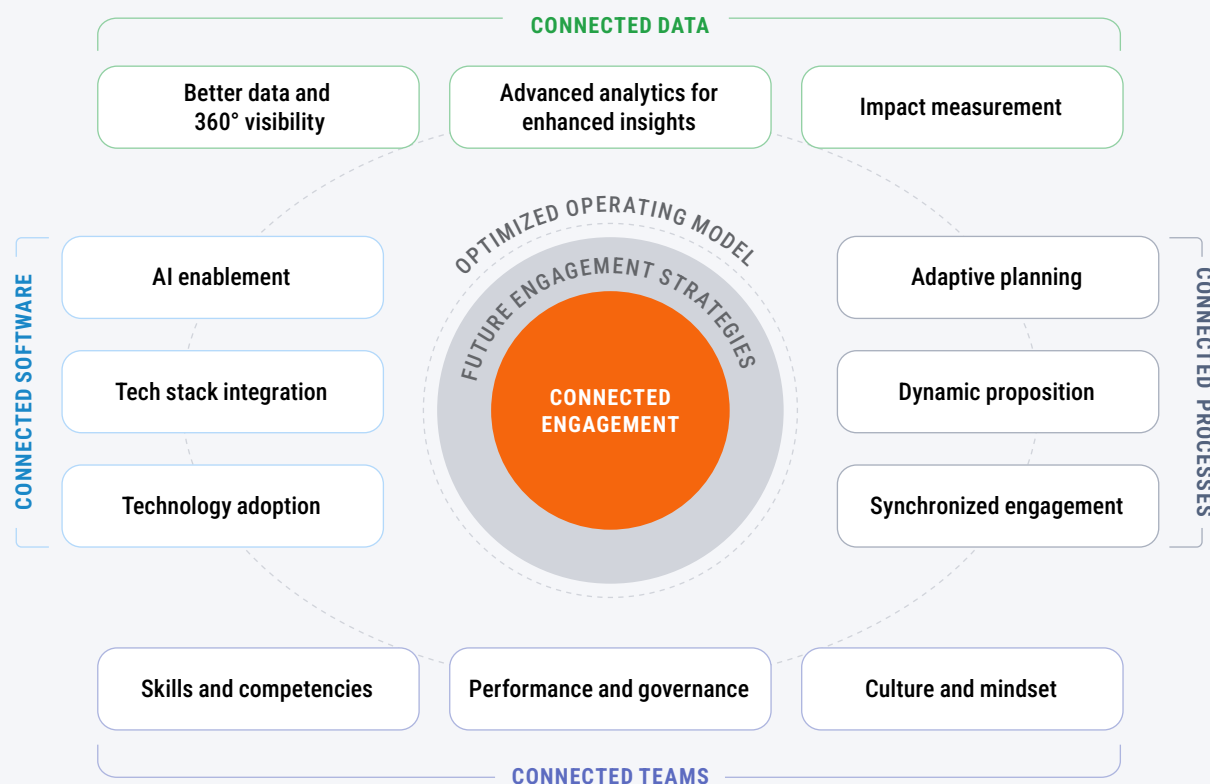 CONNECTED DATA
Better data and
360° visibility
Advanced analytics for
enhanced insights
Impact measurement
OPTIMIZED OPERATING MODEL
FUTURE ENGAGEMENT STRATEGIES
CONNECTED
ENGAGEMENT
CONNECTED SOFTWARE
AI enablement
Tech stack integration
Technology adoption
Adaptive planning
Dynamic proposition
Synchronized engagement
CONNECTED PROCESSES
Skills and competencies
Performance and governance
Culture and mindset
CONNECTED TEAMS